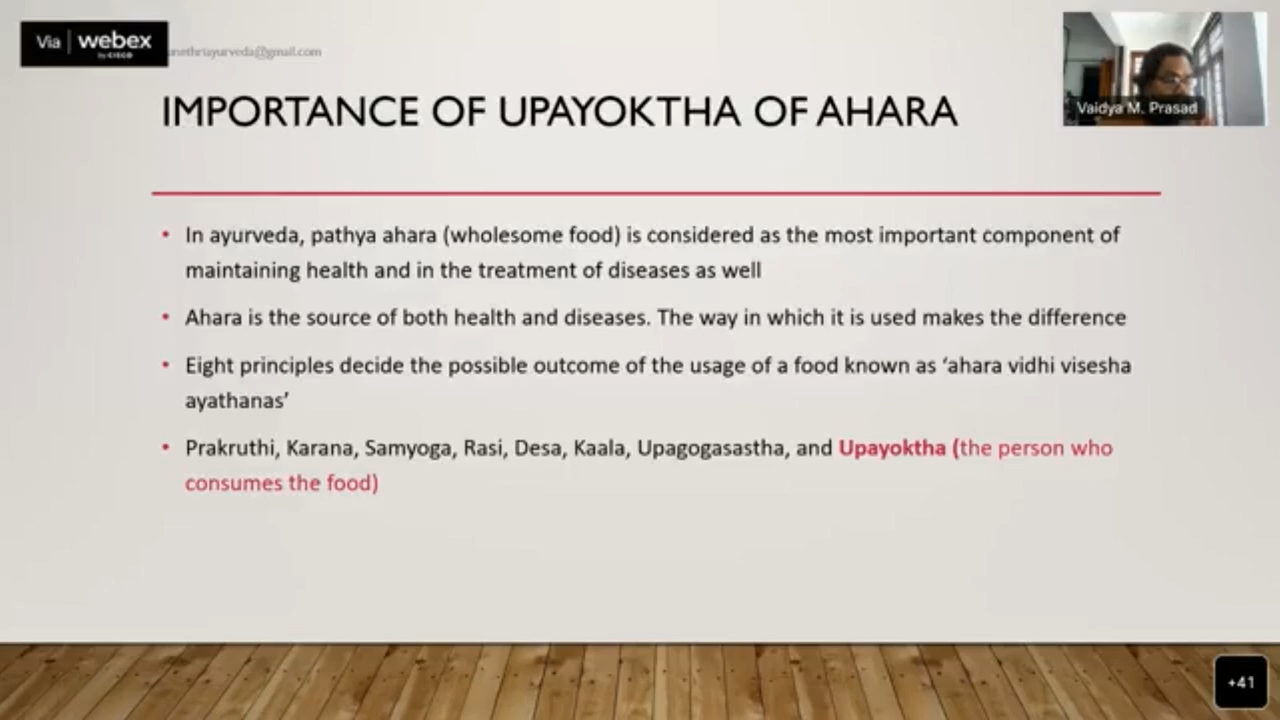 Via webex
by CISCO
unethriayurveda@gmail.com
Vaidya M. Prasad
IMPORTANCE OF UPAYOKTHA OF AHARA
• In ayurveda, pathya ahara (wholesome food) is considered as the most important component of
maintaining health and in the treatment of diseases as well
• Ahara is the source of both health and diseases. The way in which it is used makes the difference
• Eight principles decide the possible outcome of the usage of a food known as ‘ahara vidhi visesha
ayathanas’
• Prakruthi, Karana, Samyoga, Rasi, Desa, Kaala, Upagogasastha, and Upayoktha (the person who
consumes the food)
+41